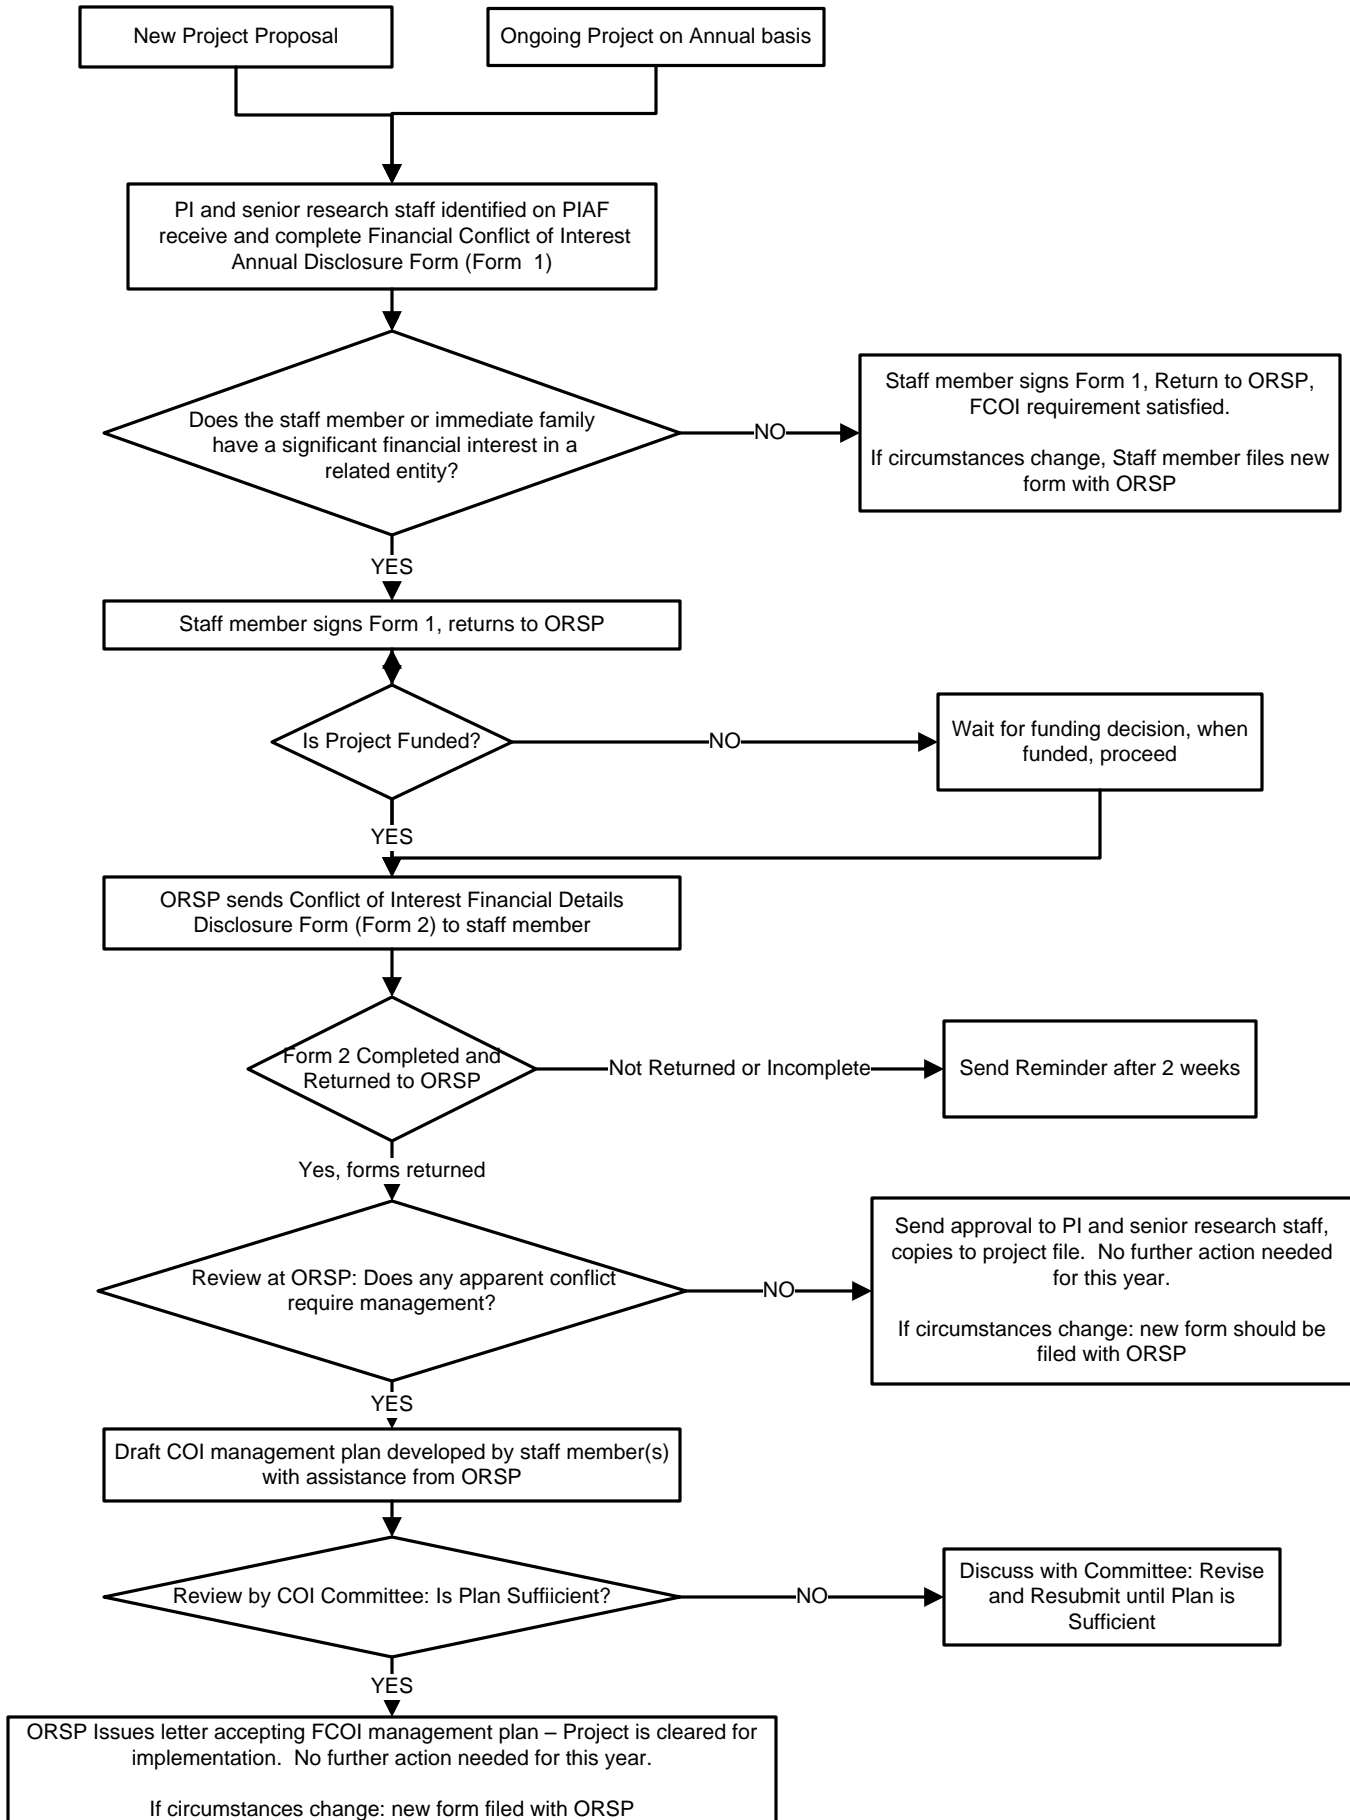 New Project Proposal
Ongoing Project on Annual basis
PI and senior research staff identified on PIAF
receive and complete Financial Conflict of Interest
Annual Disclosure Form (Form  1)
Does the staff member or immediate family
have a significant financial interest in a
related entity?
NO
Staff member signs Form 1, Return to ORSP,
FCOI requirement satisfied.
If circumstances change, Staff member files new
form with ORSP
YES
Staff member signs Form 1, returns to ORSP
Is Project Funded?
NO
Wait for funding decision, when
funded, proceed
YES
ORSP sends Conflict of Interest Financial Details
Disclosure Form (Form 2) to staff member
Form 2 Completed and
Returned to ORSP
Not Returned or Incomplete
Send Reminder after 2 weeks
Yes, forms returned
Review at ORSP: Does any apparent conflict
require management?
NO
Send approval to PI and senior research staff,
copies to project file.  No further action needed
for this year.
If circumstances change: new form should be
filed with ORSP
YES
Draft COI management plan developed by staff member(s)
with assistance from ORSP
Review by COI Committee: Is Plan Suffiicient?
NO
Discuss with Committee: Revise
and Resubmit until Plan is
Sufficient
YES
ORSP Issues letter accepting FCOI management plan – Project is cleared for
implementation.  No further action needed for this year.
If circumstances change: new form filed with ORSP